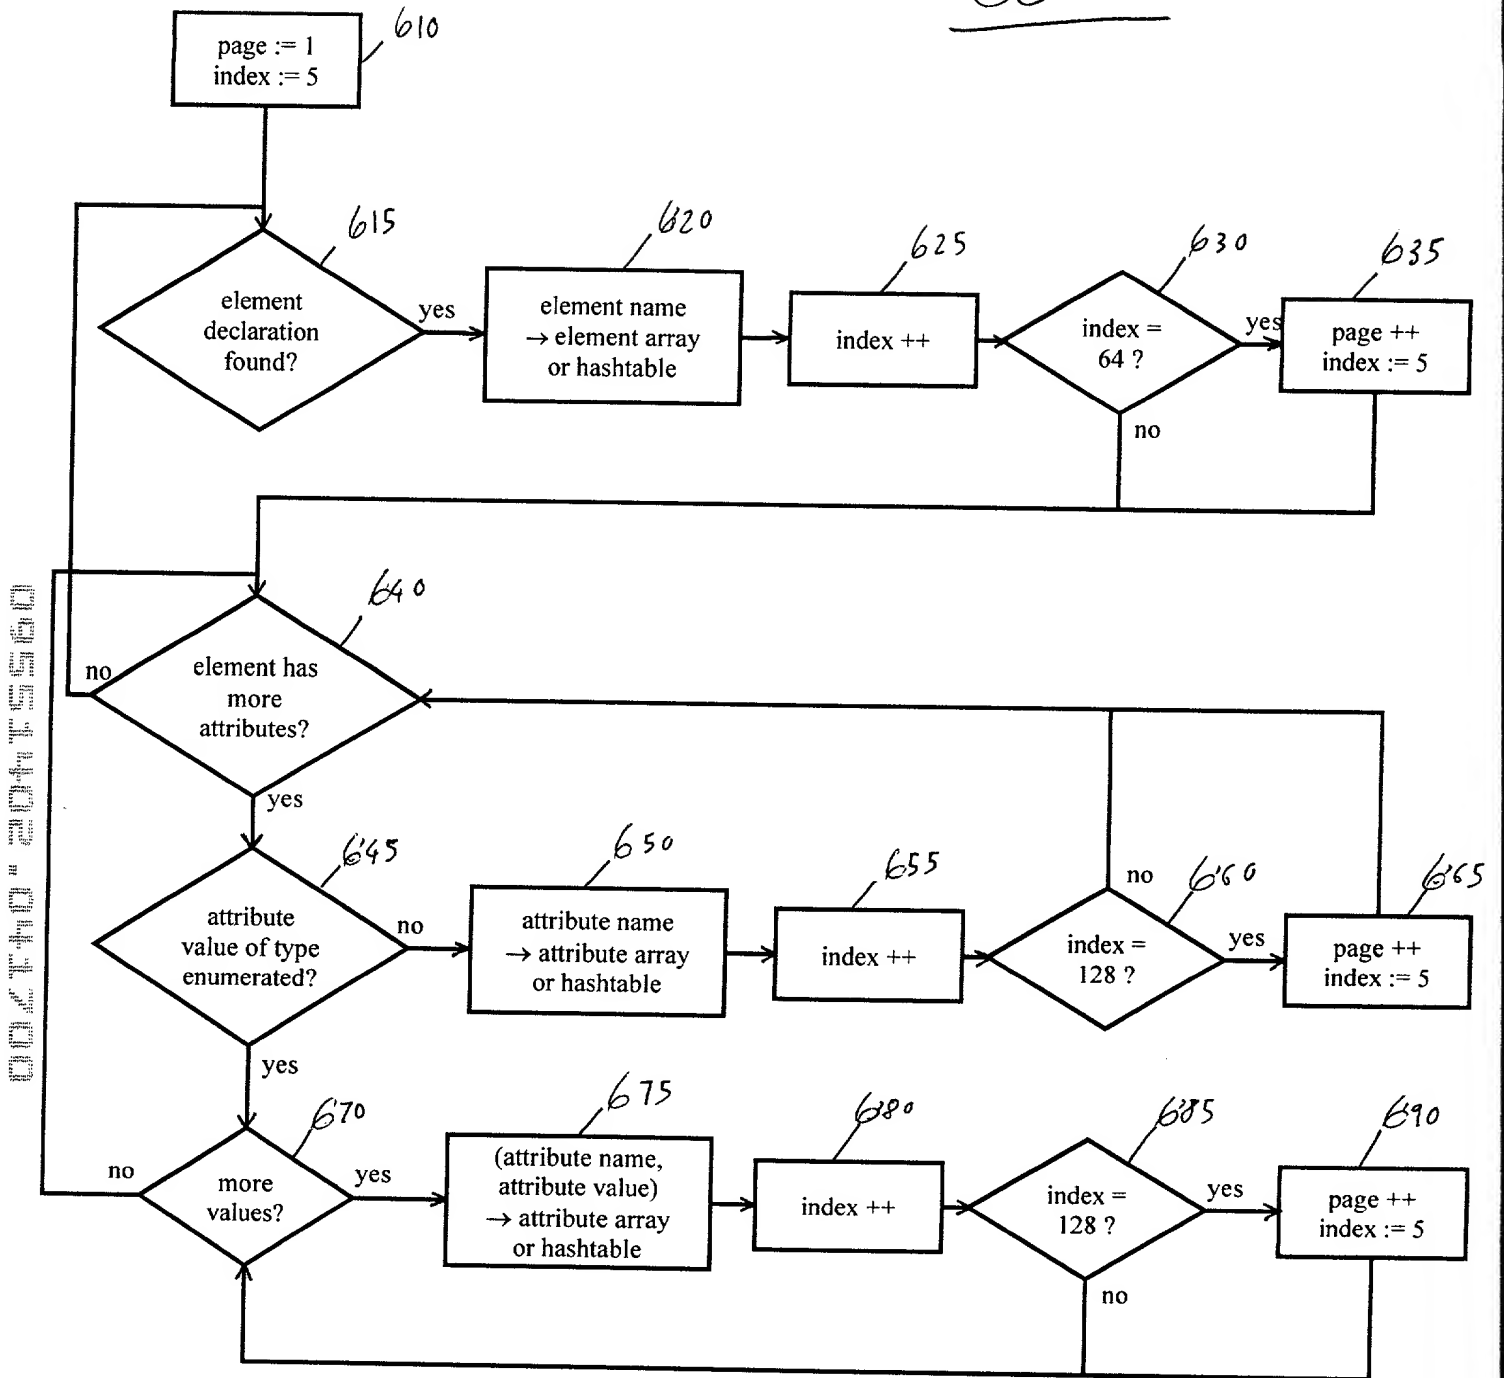 610
page := 1
index := 5
615
620
625
630
635
element
declaration
found?
yes
element name
→ element array
or hashtable
index ++
index =
64 ?
yes
page ++
index := 5
no
640
no
element has
more
attributes?
yes
645
650
655
660
665
attribute
value of type
enumerated?
no
attribute name
→ attribute array
or hashtable
index ++
no
index =
128 ?
yes
page ++
index := 5
yes
670
675
680
685
690
no
more
values?
yes
(attribute name,
attribute value)
→ attribute array
or hashtable
index ++
index =
128 ?
yes
page ++
index := 5
no